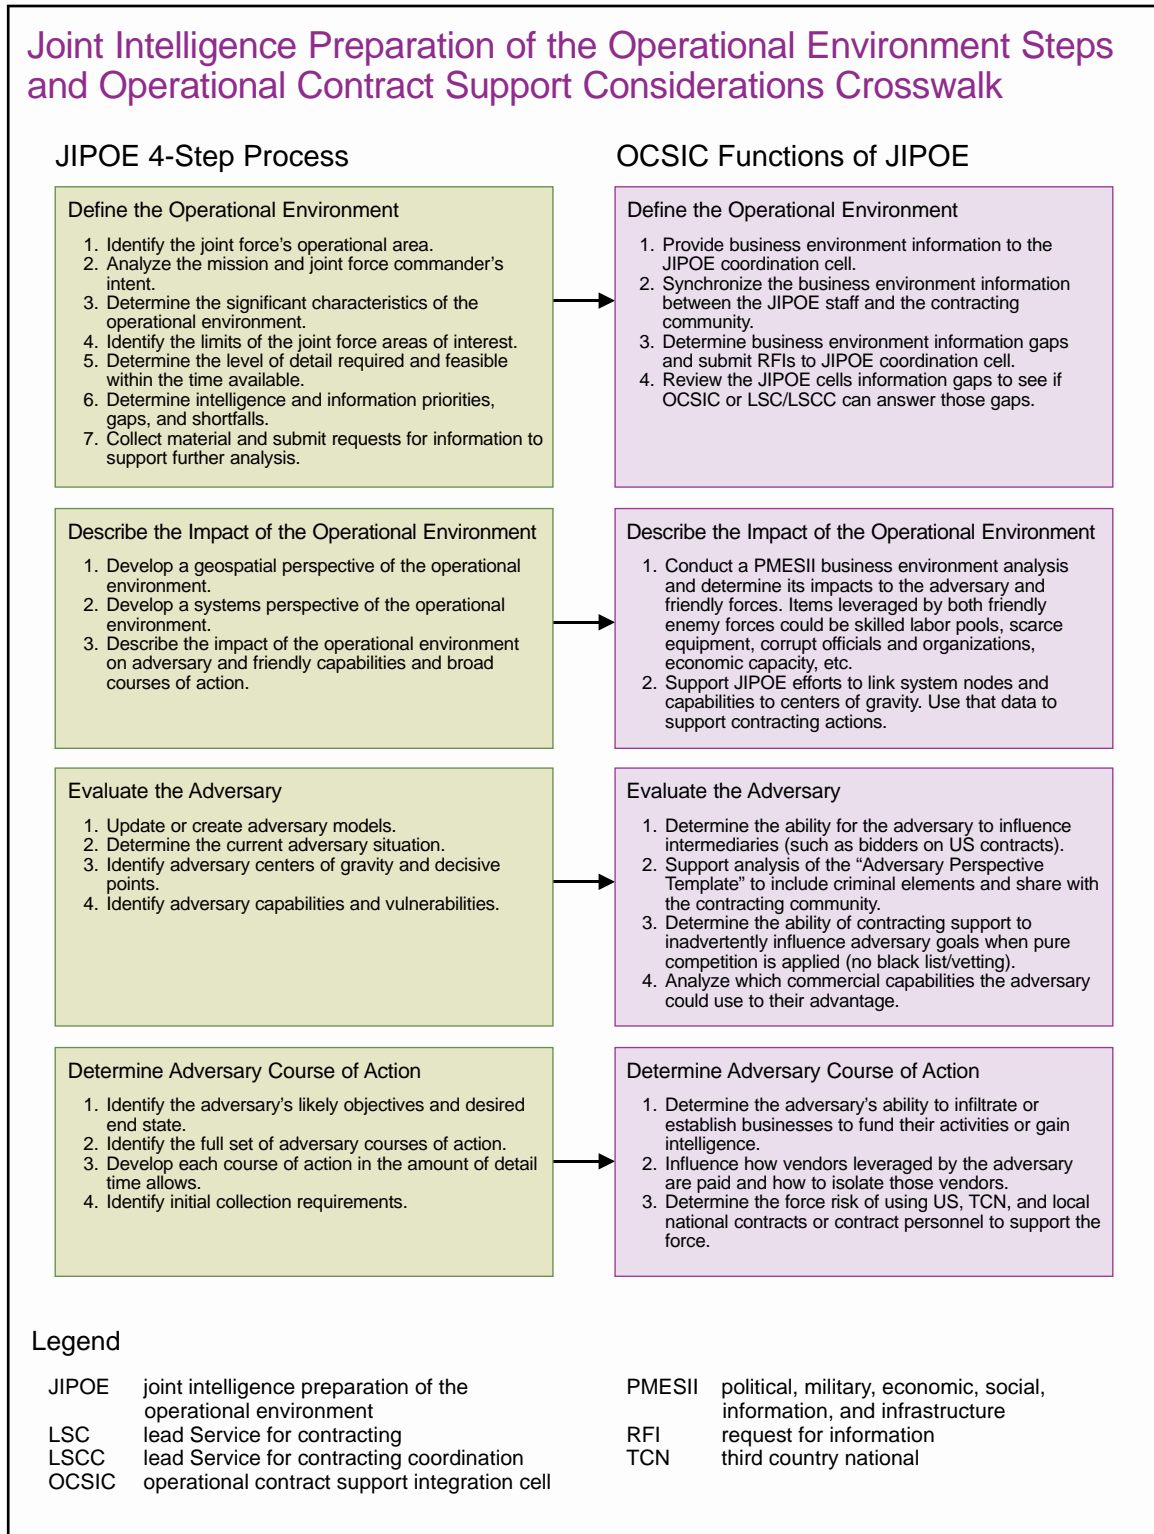 Joint Intelligence Preparation of the Operational Environment Steps
and Operational Contract Support Considerations Crosswalk
JIPOE 4-Step Process
Define the Operational Environment
1. Identify the joint force's operational area.
2. Analyze the mission and joint force commander's
intent.
3. Determine the significant characteristics of the
operational environment.
4. Identify the limits of the joint force areas of interest.
5. Determine the level of detail required and feasible
within the time available.
6. Determine intelligence and information priorities,
gaps, and shortfalls.
7. Collect material and submit requests for information to
support further analysis.
Describe the Impact of the Operational Environment
1. Develop a geospatial perspective of the operational
environment.
2. Develop a systems perspective of the operational
environment.
3. Describe the impact of the operational environment
on adversary and friendly capabilities and broad
courses of action.
Evaluate the Adversary
1. Update or create adversary models.
2. Determine the current adversary situation.
3. Identify adversary centers of gravity and decisive
points.
4. Identify adversary capabilities and vulnerabilities.
Determine Adversary Course of Action
1. Identify the adversary's likely objectives and desired
end state.
2. Identify the full set of adversary courses of action.
3. Develop each course of action in the amount of detail
time allows.
4. Identify initial collection requirements.
OCSIC Functions of JIPOE
Define the Operational Environment
1. Provide business environment information to the
JIPOE coordination cell.
2. Synchronize the business environment information
between the JIPOE staff and the contracting
community.
3. Determine business environment information gaps
and submit RFIs to JIPOE coordination cell.
4. Review the JIPOE cells information gaps to see if
OCSIC or LSC/LSCC can answer those gaps.
Describe the Impact of the Operational Environment
1. Conduct a PMESII business environment analysis
and determine its impacts to the adversary and
friendly forces. Items leveraged by both friendly
enemy forces could be skilled labor pools, scarce
equipment, corrupt officials and organizations,
economic capacity, etc.
2. Support JIPOE efforts to link system nodes and
capabilities to centers of gravity. Use that data to
support contracting actions.
Evaluate the Adversary
1. Determine the ability for the adversary to influence
intermediaries (such as bidders on US contracts).
2. Support analysis of the “Adversary Perspective
Template” to include criminal elements and share with
the contracting community.
3. Determine the ability of contracting support to
inadvertently influence adversary goals when pure
competition is applied (no black list/vetting).
4. Analyze which commercial capabilities the adversary
could use to their advantage.
Determine Adversary Course of Action
1. Determine the adversary's ability to infiltrate or
establish businesses to fund their activities or gain
intelligence.
2. Influence how vendors leveraged by the adversary
are paid and how to isolate those vendors.
3. Determine the force risk of using US, TCN, and local
national contracts or contract personnel to support the
force.
Legend
JIPOE joint intelligence preparation of the
operational environment
LSC lead Service for contracting
LSCC lead Service for contracting coordination
OCSIC operational contract support integration cell
PMESII political, military, economic, social,
information, and infrastructure
RFI request for information
TCN third country national